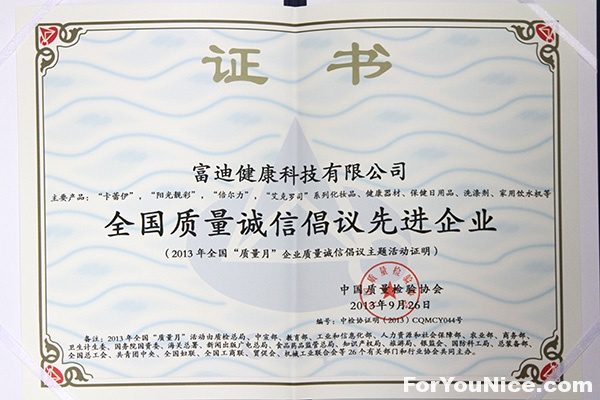 证书
富迪健康科技有限公司
主要产品：“卡蕾伊”，“阳光靓彩”，“倍尔力”，“艾克罗司”系列化妆品、健康器材、保健日用品、洗涤剂、家用饮水机等
全国质量诚信倡议先进企业
（2013年全国“质量月”企业质量诚信倡议主题活动证明）
中国质量检验协会
2013年9月26日
编号：中检协证明（2013）CQMCY044号
备注：2013年全国“质量月”活动由质检总局、中宣部、教育部、工业和信息化部、人力资源和社会保障部、农业部、商务部、
卫生计生委、国务院国资委、海关总署、新闻出版广电总局、食品药品监管总局、知识产权局、旅游局、银监会、国防科工局、总装备部、
全国总工会、共青团中央、全国妇联、全国工商联、贸促会、机械工业联合会等26个有关部门和行业协会共同主办。
ForYouNice.com